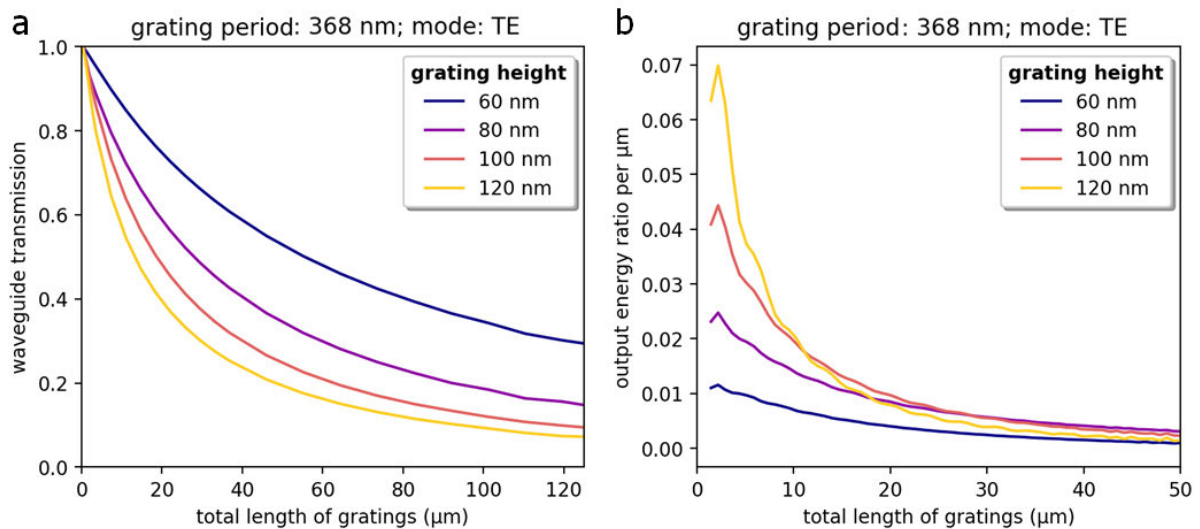 a
grating period: 368 nm; mode: TE
1.0
0.8
0.6
0.4
0.2
0.0
waveguide transmission
grating height
60 nm
80 nm
100 nm
120 nm
0 20 40 60 80 100 120
total length of gratings (μm)
b
grating period: 368 nm; mode: TE
0.07
0.06
0.05
0.04
0.03
0.02
0.01
0.00
output energy ratio per μm
grating height
60 nm
80 nm
100 nm
120 nm
0 10 20 30 40 50
total length of gratings (μm)